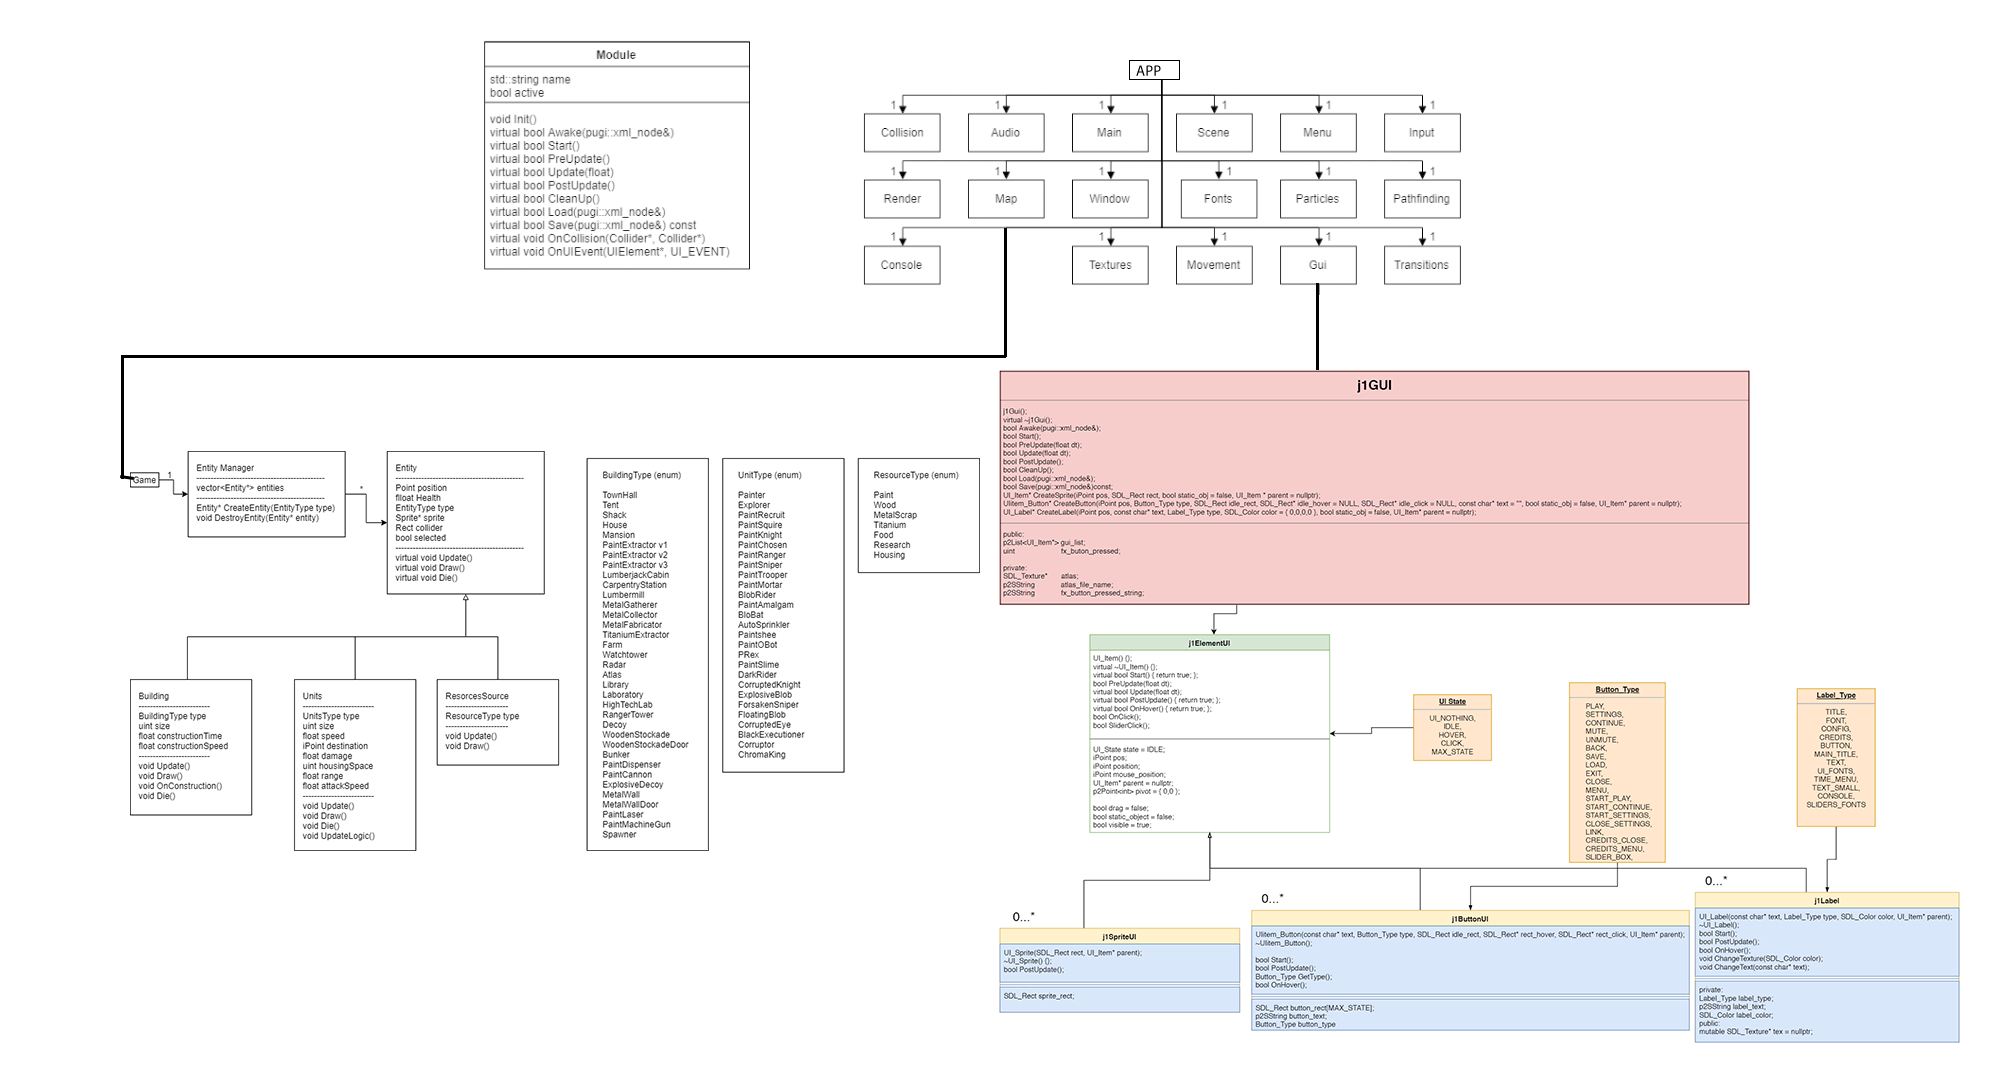 Module
std::string name
bool active
void Init()
virtual bool Awake(pugi::xml_node&)
virtual bool Start()
virtual bool PreUpdate()
virtual bool Update(float)
virtual bool PostUpdate()
virtual bool CleanUp()
virtual bool Load(pugi::xml_node&)
virtual bool Save(pugi::xml_node&) const
virtual void OnCollision(Collider*, Collider*)
virtual void OnUIEvent(UIElement*, UI_EVENT)
APP
1 1 1 1 1 1
Collision Audio Main Scene Menu Input
1 1 1 1 1 1
Render Map Window Fonts Particles Pathfinding
1 1 1 1 1
Console Textures Movement Gui Transitions
Game
1
Entity Manager
------------------------------
vector<Entity*> entities
------------------------------
Entity* CreateEntity(EntityType type)
void DestroyEntity(Entity* entity)
*
Entity
------------------------------
Point position
float Health
EntityType type
Sprite* sprite
Rect collider
bool selected
------------------------------
virtual void Update()
virtual void Draw()
virtual void Die()
Building
-------------------------
BuildingType type
uint size
float constructionTime
float constructionSpeed
-------------------------
void Update()
void Draw()
void OnConstruction()
void Die()
Units
-------------------------
UnitsType type
uint size
float speed
iPoint destination
float damage
uint housingSpace
float range
float attackSpeed
-------------------------
void Update()
void Draw()
void Die()
void UpdateLogic()
ResorcesSource
----------------------
ResourceType type
----------------------
void Update()
void Draw()
BuildingType (enum)
TownHall
Tent
Shack
House
Mansion
PaintExtractor v1
PaintExtractor v2
PaintExtractor v3
LumberjackCabin
CarpentryStation
Lumbermill
MetalGatherer
MetalCollector
MetalFabricator
TitaniumExtractor
Farm
Watchtower
Radar
Atlas
Library
Laboratory
HighTechLab
RangerTower
Decoy
WoodenStockade
WoodenStockadeDoor
Bunker
PaintDispenser
PaintCannon
ExplosiveDecoy
MetalWall
MetalWallDoor
PaintLaser
PaintMachineGun
Spawner
UnitType (enum)
Painter
Explorer
PaintRecruit
PaintSquire
PaintKnight
PaintChosen
PaintRanger
PaintSniper
PaintTrooper
PaintMortar
BlobRider
PaintAmalgam
BloBat
AutoSprinkler
Paintshee
PaintOBot
PRex
PaintSlime
DarkRider
CorruptedKnight
ExplosiveBlob
ForsakenSniper
FloatingBlob
CorruptedEye
BlackExecutioner
Corruptor
ChromaKing
ResourceType (enum)
Paint
Wood
MetalScrap
Titanium
Food
Research
Housing
j1GUI
j1Gui();
virtual ~j1Gui();
bool Awake(pugi::xml_node&);
bool Start();
bool PreUpdate(float dt);
bool Update(float dt);
bool PostUpdate();
bool CleanUp();
bool Load(pugi::xml_node&);
bool Save(pugi::xml_node&)const;
UI_Item* CreateSprite(iPoint pos, SDL_Rect rect, bool static_obj = false, UI_Item * parent = nullptr);
UIitem_Button* CreateButton(iPoint pos, Button_Type type, SDL_Rect idle_rect, SDL_Rect* idle_hover = NULL, SDL_Rect* idle_click = NULL, const char* text = "", bool static_obj = false, UI_Item* parent = nullptr);
UI_Label* CreateLabel(iPoint pos, const char* text, Label_Type type, SDL_Color color = { 0,0,0,0 }, bool static_obj = false, UI_Item* parent = nullptr);
public:
p2List<UI_Item*> gui_list;
uint fx_buton_pressed;
private:
SDL_Texture* atlas;
p2SString atlas_file_name;
p2SString fx_button_pressed_string;
j1ElementUI
UI_Item() {};
virtual ~UI_Item() {};
virtual bool Start() { return true; };
bool PreUpdate(float dt);
virtual bool Update(float dt);
virtual bool PostUpdate() { return true; };
virtual bool OnHover() { return true; };
bool OnClick();
bool SliderClick();
UI_State state = IDLE;
iPoint pos;
iPoint position;
iPoint mouse_position;
UI_Item* parent = nullptr;
p2Point<int> pivot = { 0,0 };
bool drag = false;
bool static_object = false;
bool visible = true;
UI State
UI_NOTHING,
IDLE,
HOVER,
CLICK,
MAX_STATE
Button_Type
PLAY,
SETTINGS,
CONTINUE,
MUTE,
UNMUTE,
BACK,
SAVE,
LOAD,
EXIT,
CLOSE,
MENU,
START_PLAY,
START_CONTINUE,
START_SETTINGS,
CLOSE_SETTINGS,
LINK,
CREDITS_CLOSE,
CREDITS_MENU,
SLIDER_BOX,
Label_Type
TITLE,
FONT,
CONFIG,
CREDITS,
BUTTON,
MAIN_TITLE,
TEXT,
UI_FONTS,
TIME_MENU,
TEXT_SMALL,
CONSOLE,
SLIDERS_FONTS
0...*
j1SpriteUI
UI_Sprite(SDL_Rect rect, UI_Item* parent);
~UI_Sprite() {};
bool PostUpdate();
SDL_Rect sprite_rect;
0...*
j1ButtonUI
UIitem_Button(const char* text, Button_Type type, SDL_Rect idle_rect, SDL_Rect* rect_hover, SDL_Rect* rect_click, UI_Item* parent);
~UIitem_Button();
bool Start();
bool PostUpdate();
Button_Type GetType();
bool OnHover();
SDL_Rect button_rect[MAX_STATE];
p2SString button_text;
Button_Type button_type
0...*
j1Label
UI_Label(const char* text, Label_Type type, SDL_Color color, UI_Item* parent);
~UI_Label();
bool Start();
bool PostUpdate();
bool OnHover();
void ChangeTexture(SDL_Color color);
void ChangeText(const char* text);
private:
Label_Type label_type;
p2SString label_text;
SDL_Color label_color;
public:
mutable SDL_Texture* tex = nullptr;